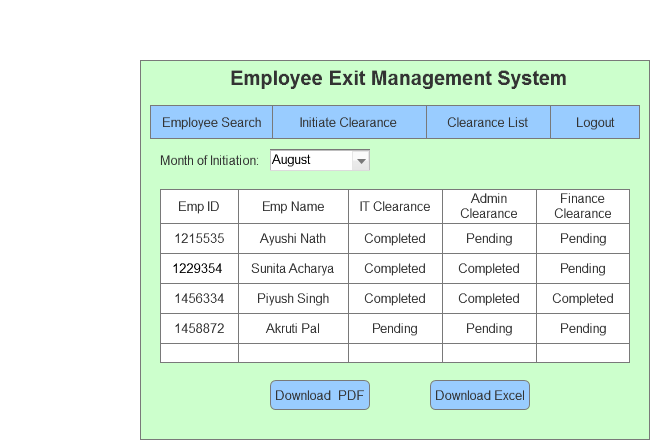 Employee Exit Management System
Employee Search Initiate Clearance Clearance List Logout
Month of Initiation: August
Emp ID Emp Name IT Clearance Admin Clearance Finance Clearance
1215535 Ayushi Nath Completed Pending Pending
1229354 Sunita Acharya Completed Completed Pending
1456334 Piyush Singh Completed Completed Completed
1458872 Akruti Pal Pending Pending Pending
Download PDF Download Excel